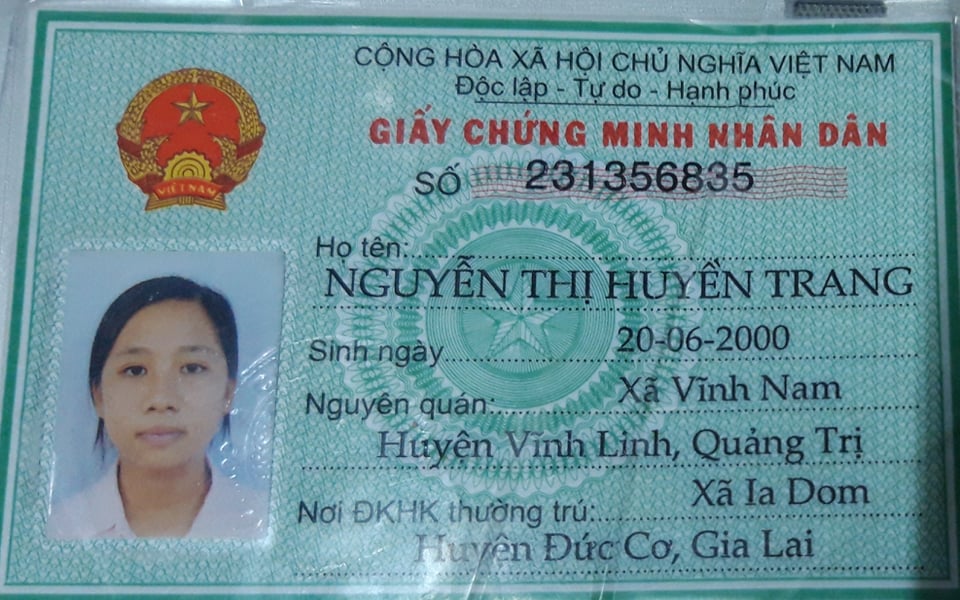 CỘNG HÒA XÃ HỘI CHỦ NGHĨA VIỆT NAM
Độc lập - Tự do - Hạnh phúc
GIẤY CHỨNG MINH NHÂN DÂN
SỐ 231356835
VIỆT NAM
Họ tên:
NGUYỄN THỊ HUYỀN TRANG
Sinh ngày 20-06-2000
Nguyên quán: Xã Vĩnh Nam
Huyện Vĩnh Linh, Quảng Trị
Nơi ĐKHK thường trú: Xã Ia Dom
Huyện Đức Cơ, Gia Lai